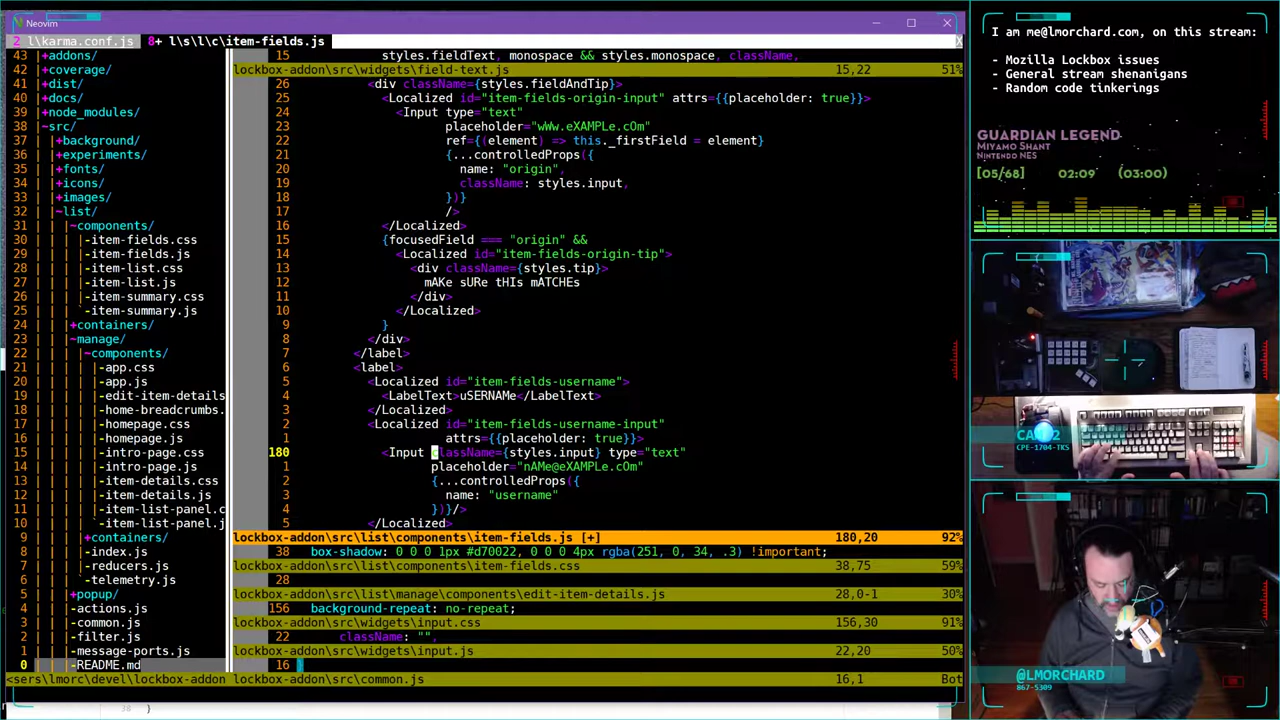 Neovim
2 l\karma.conf.js 8+ l\s\l\c\item-fields.js X
43 | |+addons/
42 | |+coverage/
41 | |+dist/
40 | |+docs/
39 | |+node_modules/
38 | |~src/
37 | | |+background/
36 | | |+experiments/
35 | | |+fonts/
34 | | |+icons/
33 | | |+images/
32 | | |~list/
31 | | | |~components/
30 | | | | |-item-fields.css
29 | | | | |-item-fields.js
28 | | | | |-item-list.css
27 | | | | |-item-list.js
26 | | | | |-item-summary.css
25 | | | | `-item-summary.js
24 | | | |+containers/
23 | | | |~manage/
22 | | | | |~components/
21 | | | | | |-app.css
20 | | | | | |-app.js
19 | | | | | |-edit-item-details
18 | | | | | |-home-breadcrumbs.
17 | | | | | |-homepage.css
16 | | | | | |-homepage.js
15 | | | | | |-intro-page.css
14 | | | | | |-intro-page.js
13 | | | | | |-item-details.css
12 | | | | | |-item-details.js
11 | | | | | |-item-list-panel.c
10 | | | | | `-item-list-panel.j
9 | | | | |+containers/
8 | | | | |-index.js
7 | | | | |-reducers.js
6 | | | | `-telemetry.js
5 | | | |+popup/
4 | | | |-actions.js
3 | | | |-common.js
2 | | | |-filter.js
1 | | | |-message-ports.js
0 | | |-README.md
<sers\lmorc\devel\lockbox-addon
15 styles.fieldText, monospace && styles.monospace, className,
lockbox-addon\src\widgets\field-text.js 15,22 51%
26 <div className={styles.fieldAndTip}>
25 <Localized id="item-fields-origin-input" attrs={{placeholder: true}}>
24 <Input type="text"
23 placeholder="wWw.eXAMPLe.cOm"
22 ref={(element) => this._firstField = element}
21 {...controlledProps({
20 name: "origin",
19 className: styles.input,
18 })}
17 />
16 </Localized>
15 {focusedField === "origin" &&
14 <Localized id="item-fields-origin-tip">
13 <div className={styles.tip}>
12 mAKe sURe tHIs mATCHEs
11 </div>
10 </Localized>
9 }
8 </div>
7 </label>
6 <label>
5 <Localized id="item-fields-username">
4 <LabelText>uSERNAMe</LabelText>
3 </Localized>
2 <Localized id="item-fields-username-input"
1 attrs={{placeholder: true}}>
180 <Input className={styles.input} type="text"
1 placeholder="nAMe@eXAMPLe.cOm"
2 {...controlledProps({
3 name: "username"
4 })}/>
5 </Localized>
lockbox-addon\src\list\components\item-fields.js [+] 180,20 92%
38 box-shadow: 0 0 0 1px #d70022, 0 0 0 4px rgba(251, 0, 34, .3) !important;
lockbox-addon\src\list\components\item-fields.css 38,75 59%
28
lockbox-addon\src\list\manage\components\edit-item-details.js 28,0-1 30%
156 background-repeat: no-repeat;
lockbox-addon\src\widgets\input.css 156,30 91%
22 className: "",
lockbox-addon\src\widgets\input.js 22,20 50%
16 }
lockbox-addon\src\common.js 16,1 Bot
38 )
I am me@lmorchard.com, on this stream:
- Mozilla Lockbox issues
- General stream shenanigans
- Random code tinkerings
GUARDIAN LEGEND
MIYAMO SHANT
NINTENDO NES
[05/68] 02:09 (03:00)
CPE-1704-TKS
@LMORCHARD
867-5309